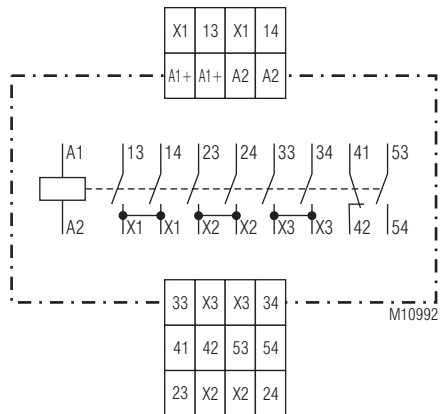 X1 13 X1 14
A1+ A1+ A2 A2
A1 13 14 23 24 33 34 41 53
A2 X1 X1 X2 X2 X3 X3 42 54
M10992
33 X3 X3 34
41 42 53 54
23 X2 X2 24